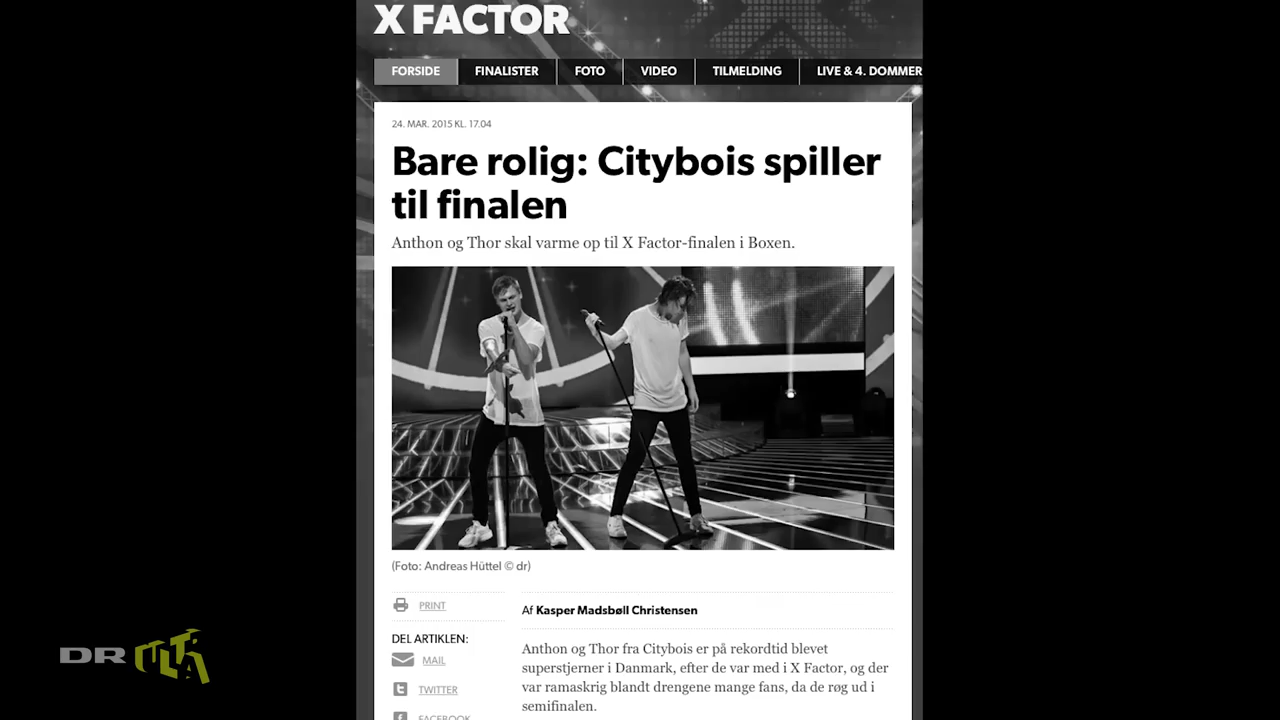 X FACTOR
FORSIDE FINALISTER FOTO VIDEO TILMELDING LIVE & 4. DOMMER
24. MAR. 2015 KL. 17.04
Bare rolig: Citybois spiller
til finalen
Anthon og Thor skal varme op til X Factor-finalen i Boxen.
(Foto: Andreas Hüttel © dr)
PRINT
DEL ARTIKLEN:
MAIL
TWITTER
FACEBOOK
Af Kasper Madsbøll Christensen
Anthon og Thor fra Citybois er på rekordtid blevet
superstjerner i Danmark, efter de var med i X Factor, og der
var ramaskrig blandt drengene mange fans, da de røg ud i
semifinalen.
DR ULTRA